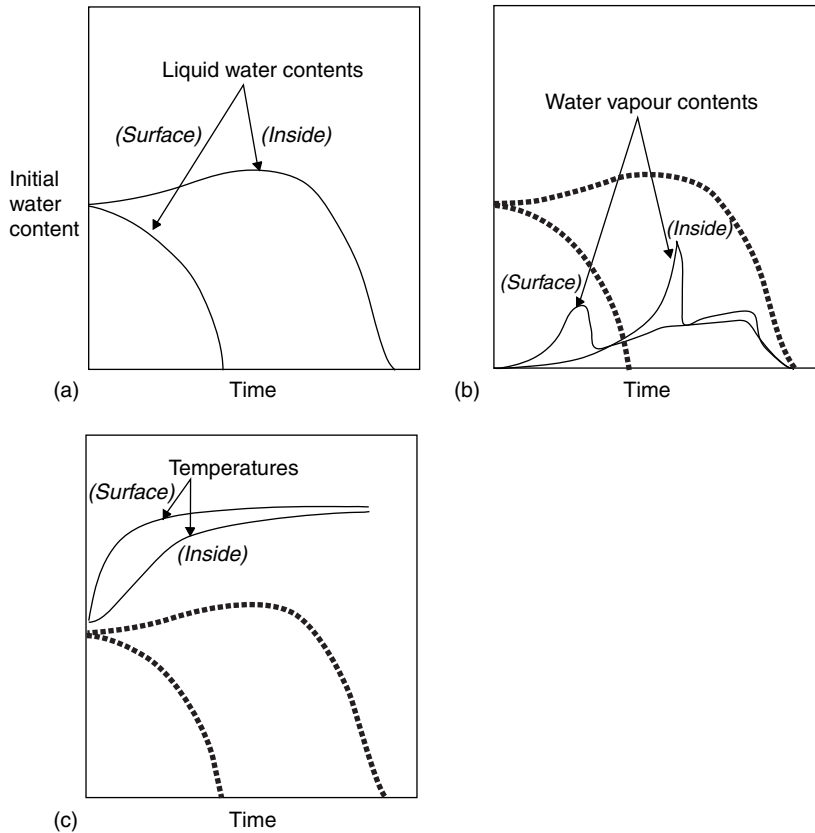 Liquid water contents
(Surface)
(Inside)
Initial
water
content
(a)
Time
Water vapour contents
(Inside)
(Surface)
(b)
Time
Temperatures
(Surface)
(Inside)
(c)
Time